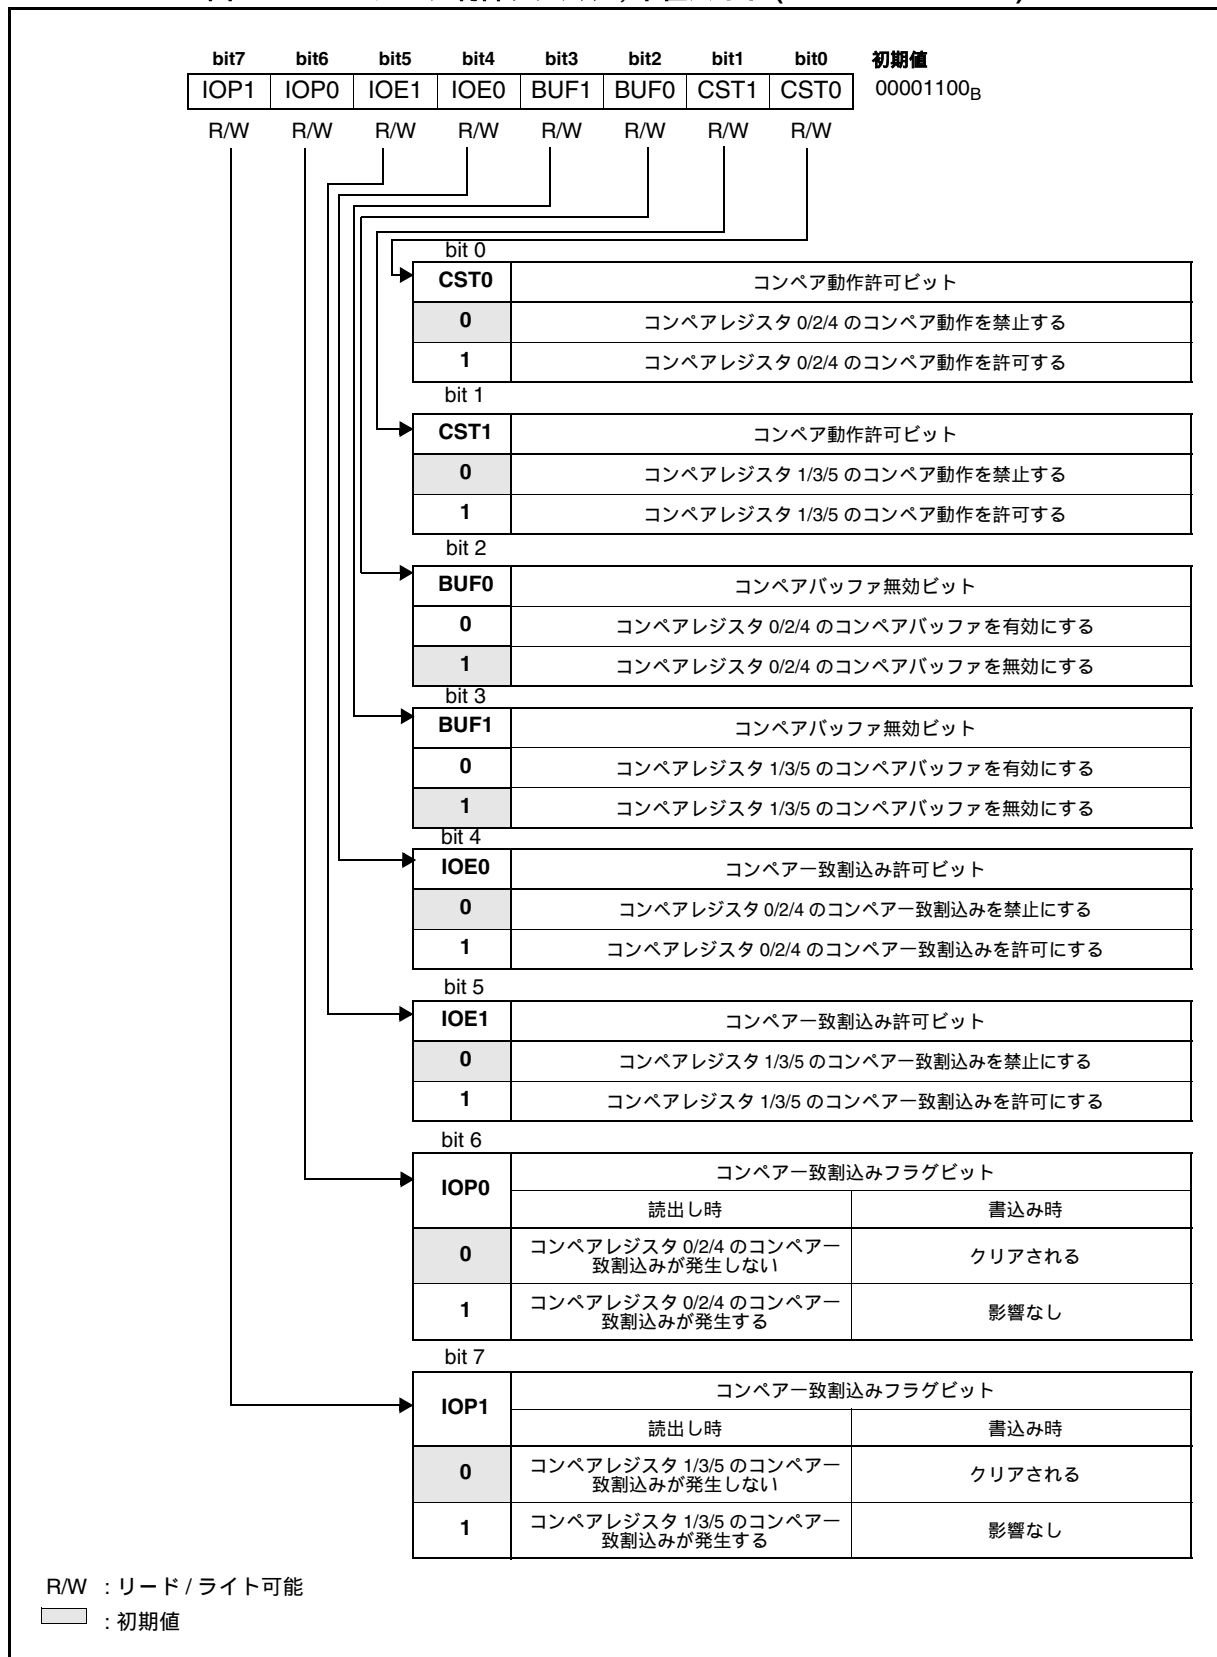 bit7 bit6 bit5 bit4 bit3 bit2 bit1 bit0 初期値
IOP1 IOP0 IOE1 IOE0 BUF1 BUF0 CST1 CST0 00001100B
R/W R/W R/W R/W R/W R/W R/W R/W
bit 0
CST0 コンペア動作許可ビット
0 コンペアレジスタ 0/2/4 のコンペア動作を禁止する
1 コンペアレジスタ 0/2/4 のコンペア動作を許可する
bit 1
CST1 コンペア動作許可ビット
0 コンペアレジスタ 1/3/5 のコンペア動作を禁止する
1 コンペアレジスタ 1/3/5 のコンペア動作を許可する
bit 2
BUF0 コンペアバッファ無効ビット
0 コンペアレジスタ 0/2/4 のコンペアバッファを有効にする
1 コンペアレジスタ 0/2/4 のコンペアバッファを無効にする
bit 3
BUF1 コンペアバッファ無効ビット
0 コンペアレジスタ 1/3/5 のコンペアバッファを有効にする
1 コンペアレジスタ 1/3/5 のコンペアバッファを無効にする
bit 4
IOE0 コンペア一致割込み許可ビット
0 コンペアレジスタ 0/2/4 のコンペア一致割込みを禁止にする
1 コンペアレジスタ 0/2/4 のコンペア一致割込みを許可にする
bit 5
IOE1 コンペア一致割込み許可ビット
0 コンペアレジスタ 1/3/5 のコンペア一致割込みを禁止にする
1 コンペアレジスタ 1/3/5 のコンペア一致割込みを許可にする
bit 6
IOP0 コンペア一致割込みフラグビット
読出し時 書込み時
0 コンペアレジスタ 0/2/4 のコンペア一
致割込みが発生しない クリアされる
1 コンペアレジスタ 0/2/4 のコンペア一
致割込みが発生する 影響なし
bit 7
IOP1 コンペア一致割込みフラグビット
読出し時 書込み時
0 コンペアレジスタ 1/3/5 のコンペア一
致割込みが発生しない クリアされる
1 コンペアレジスタ 1/3/5 のコンペア一
致割込みが発生する 影響なし
R/W : リード / ライト可能
: 初期値